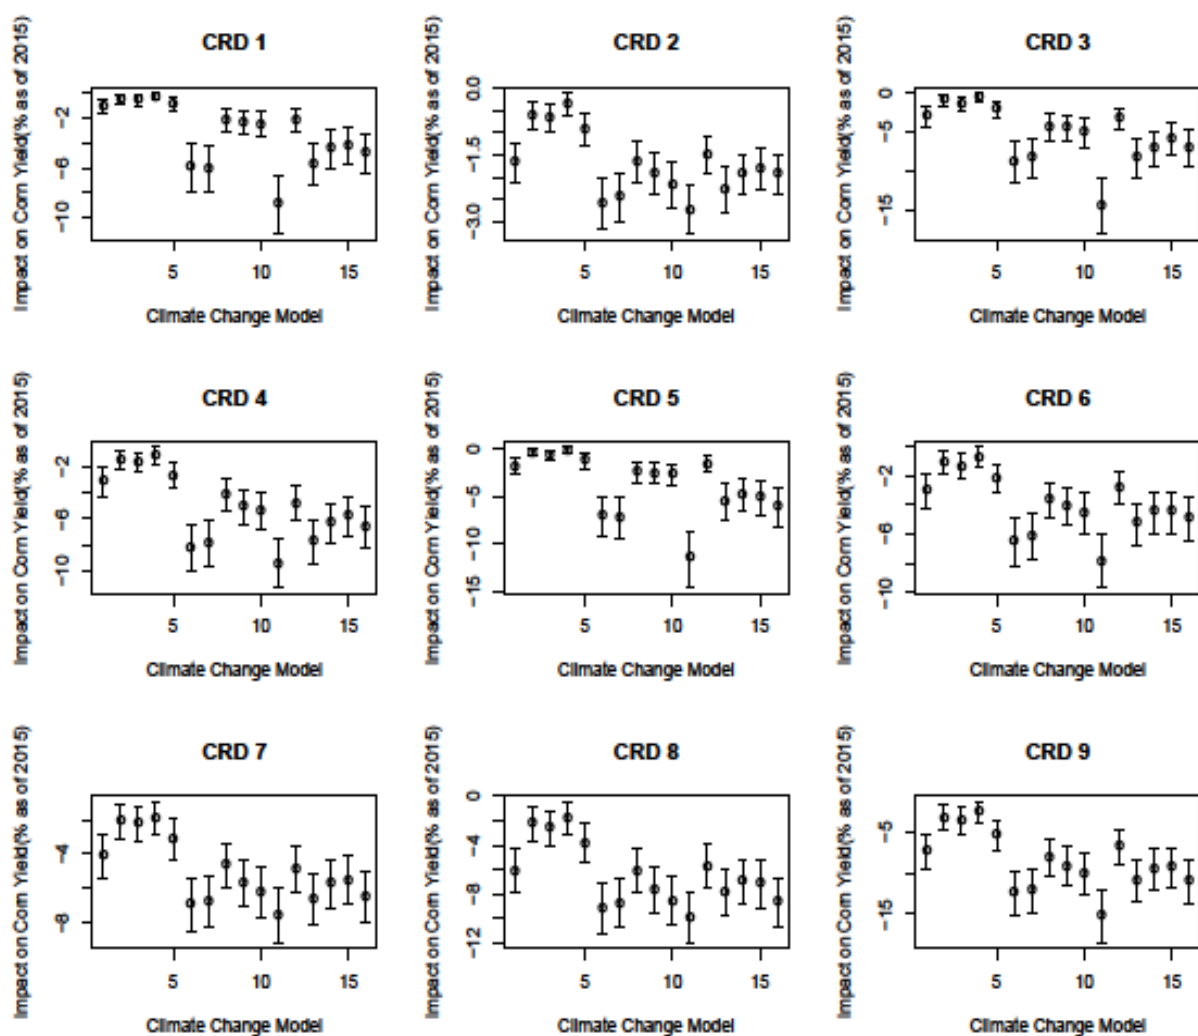 CRD 1
Impact on Corn Yield(% as of 2015)
-2
-6
-10
5 10 15
Climate Change Model
CRD 2
Impact on Corn Yield(% as of 2015)
0.0
-1.5
-3.0
5 10 15
Climate Change Model
CRD 3
Impact on Corn Yield(% as of 2015)
0
-5
-15
5 10 15
Climate Change Model
CRD 4
Impact on Corn Yield(% as of 2015)
-2
-6
-10
5 10 15
Climate Change Model
CRD 5
Impact on Corn Yield(% as of 2015)
0
-5
-10
-15
5 10 15
Climate Change Model
CRD 6
Impact on Corn Yield(% as of 2015)
-2
-6
-10
5 10 15
Climate Change Model
CRD 7
Impact on Corn Yield(% as of 2015)
-4
-8
5 10 15
Climate Change Model
CRD 8
Impact on Corn Yield(% as of 2015)
0
-4
-8
-12
5 10 15
Climate Change Model
CRD 9
Impact on Corn Yield(% as of 2015)
-5
-15
5 10 15
Climate Change Model